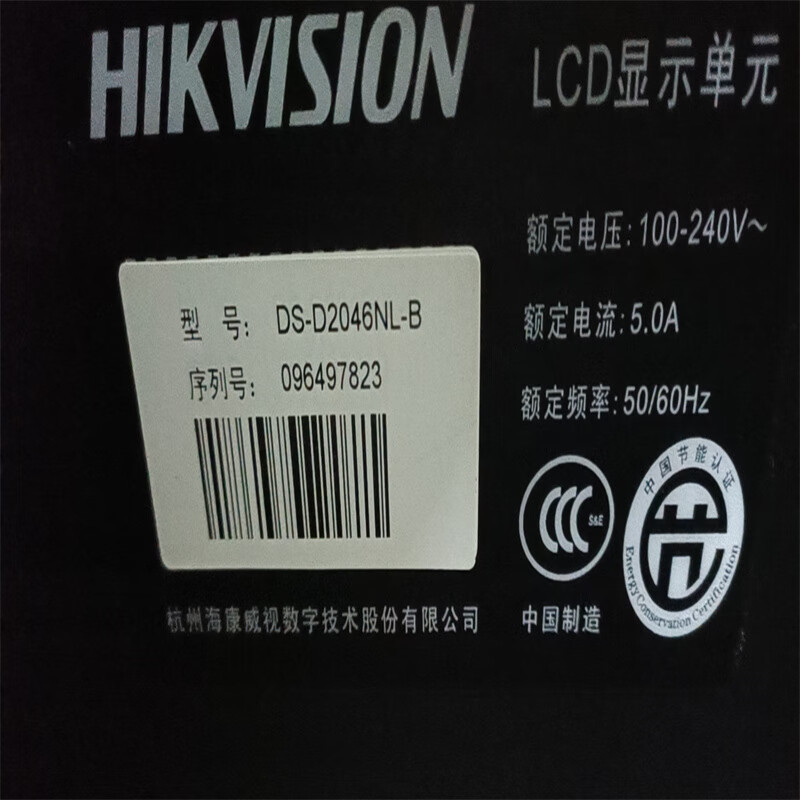 HIKVISION
LCD显示单元
额定电压:100-240V～
额定电流:5.0A
额定频率:50/60Hz
型 号: DS-D2046NL-B
序列号: 096497823
S&E
中国节能认证
Energy Conservation Certification
杭州海康威视数字技术股份有限公司
中国制造